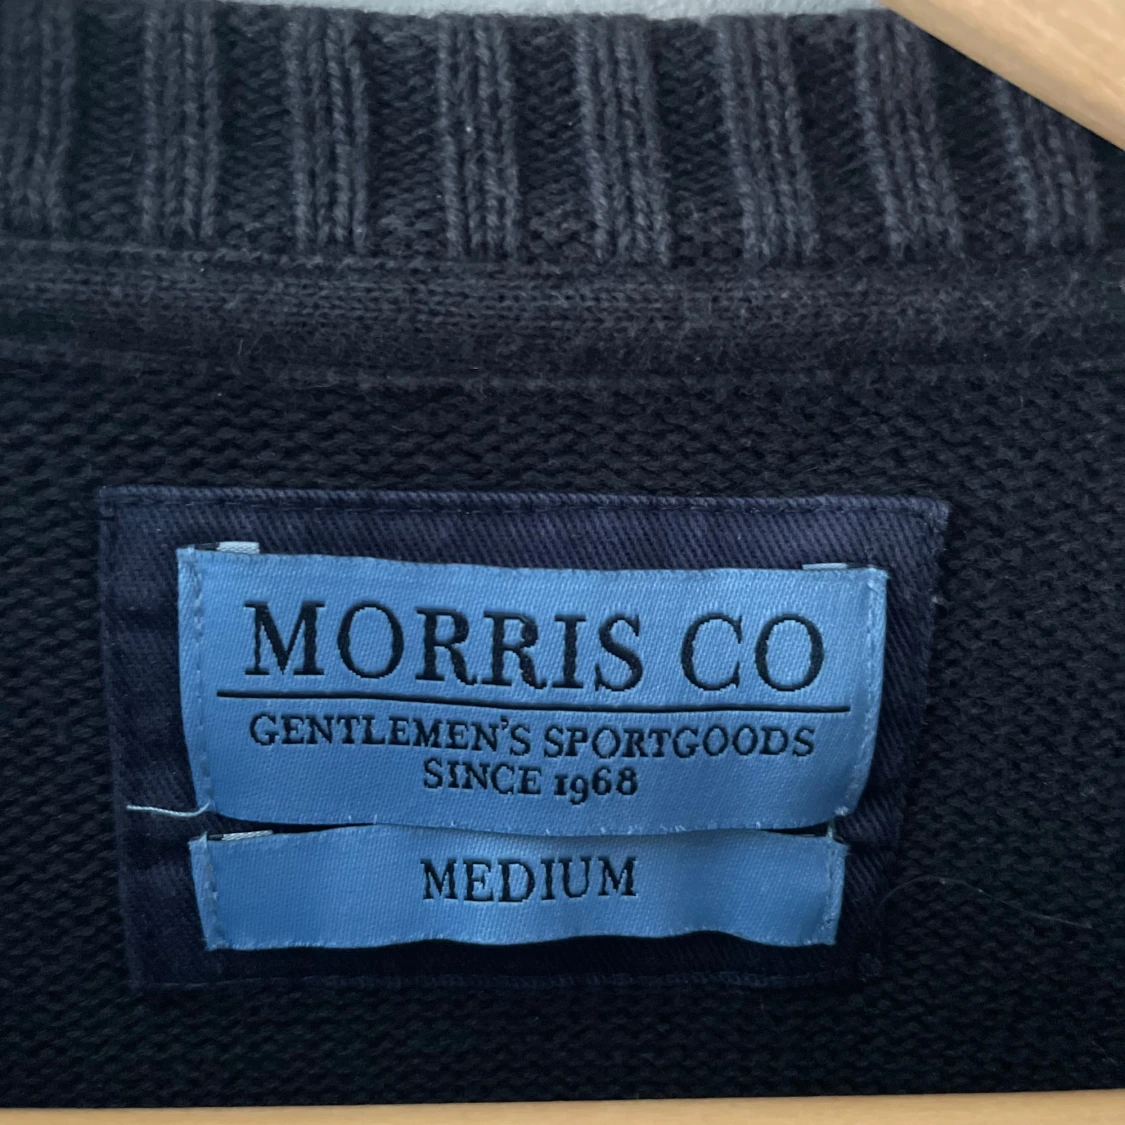 MORRIS CO
GENTLEMEN'S SPORTGOODS
SINCE 1968
MEDIUM